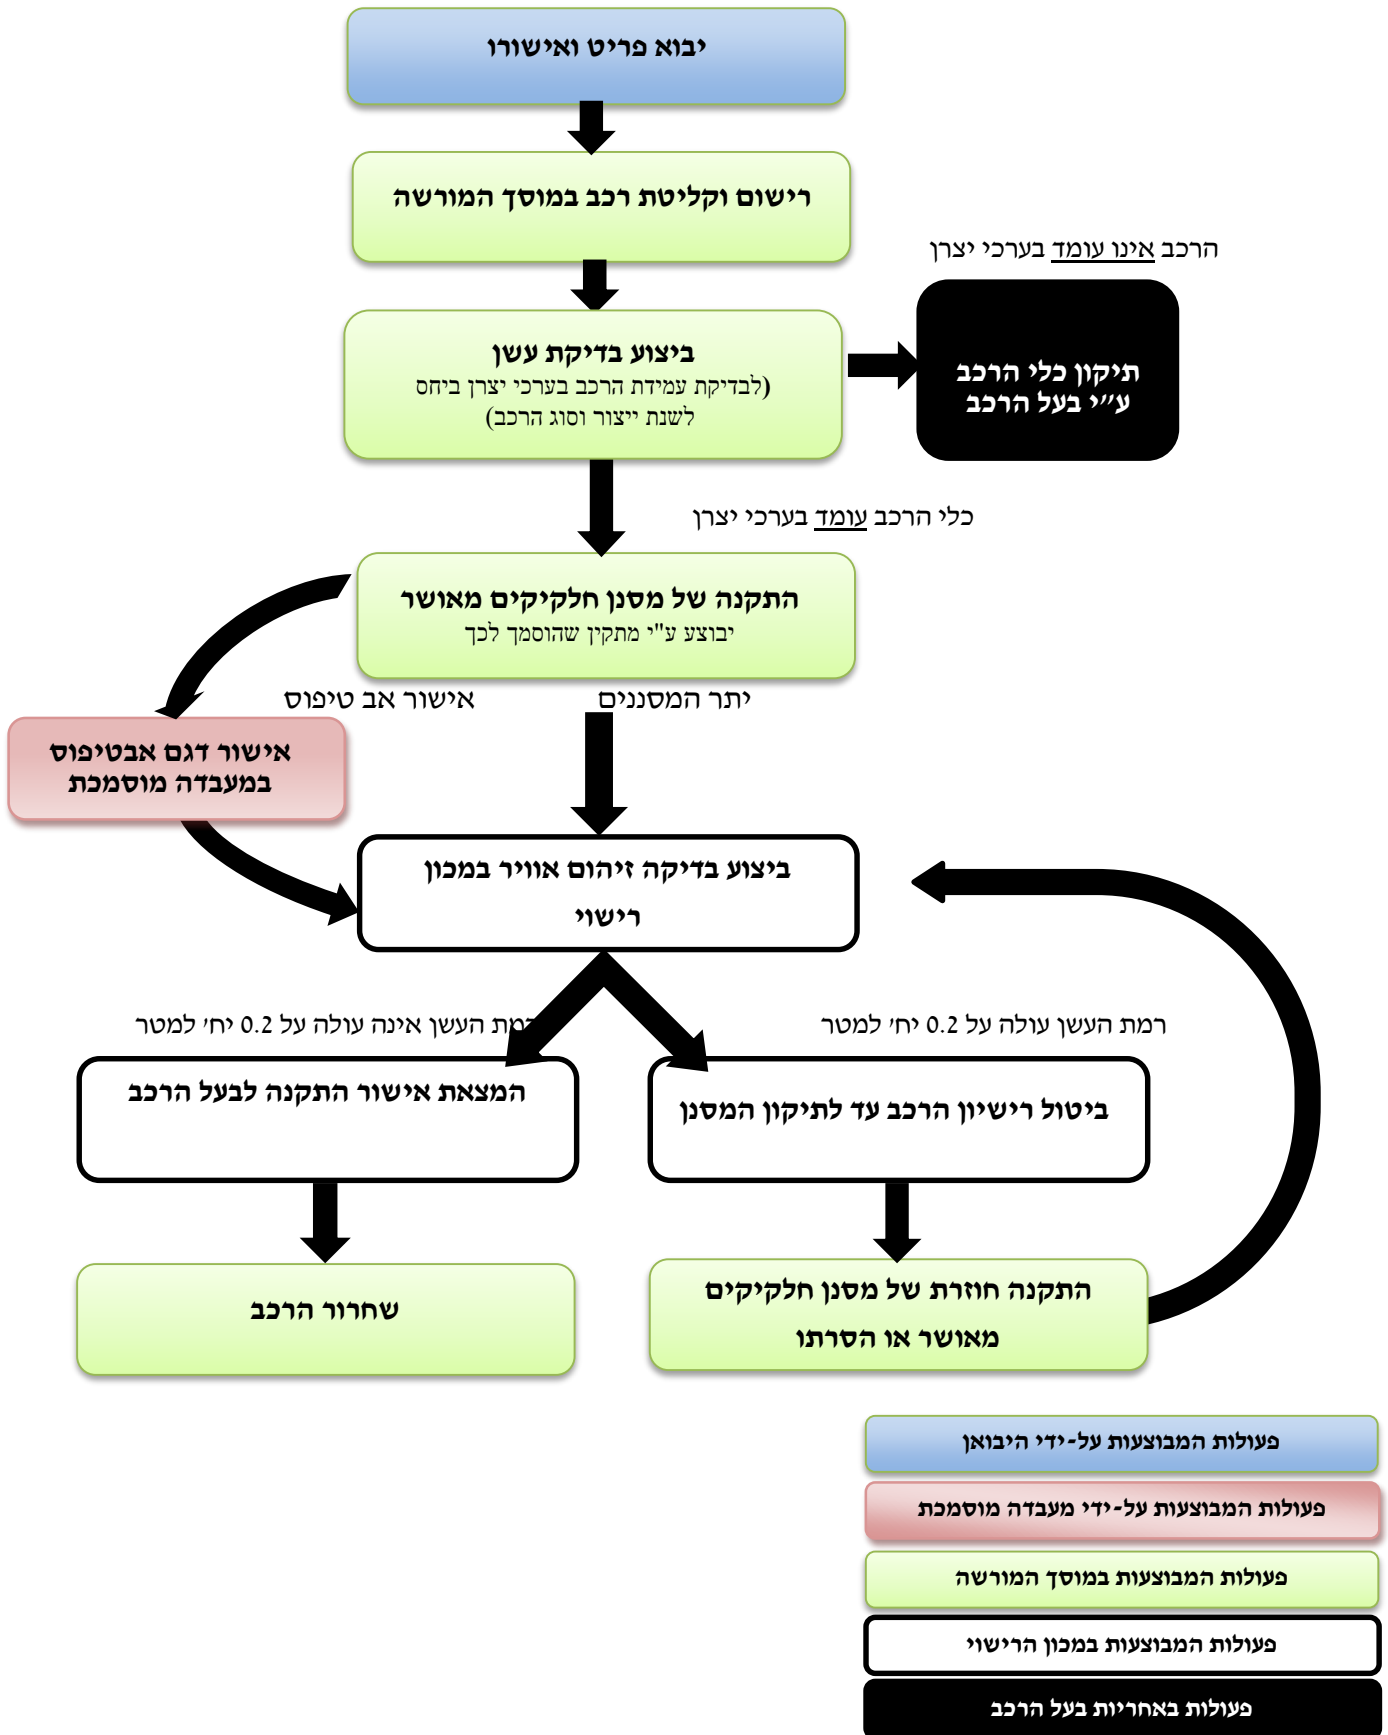 יבוא פריט ואישורו
רישום וקליטת רכב במוסך המורשה
הרכב אינו עומד בערכי יצרן
ביצוע בדיקת עשן
(לבדיקת עמידת הרכב בערכי יצרן ביחס
לשנת ייצור וסוג הרכב)
תיקון כלי הרכב
ע״י בעל הרכב
כלי הרכב עומד בערכי יצרן
התקנה של מסנן חלקיקים מאושר
יבוצע ע"י מתקין שהוסמך לכך
יתר המסננים
אישור אב טיפוס
אישור דגם אבטיפוס
במעבדה מוסמכת
ביצוע בדיקה זיהום אוויר במכון
רישוי
רמת העשן עולה על 0.2 יח׳ למטר
רמת העשן אינה עולה על 0.2 יח׳ למטר
ביטול רישיון הרכב עד לתיקון המסנן
המצאת אישור התקנה לבעל הרכב
התקנה חוזרת של מסנן חלקיקים
מאושר או הסרתו
שחרור הרכב
פעולות המבוצעות על-ידי היבואן
פעולות המבוצעות על-ידי מעבדה מוסמכת
פעולות המבוצעות במוסך המורשה
פעולות המבוצעות במכון הרישוי
פעולות באחריות בעל הרכב